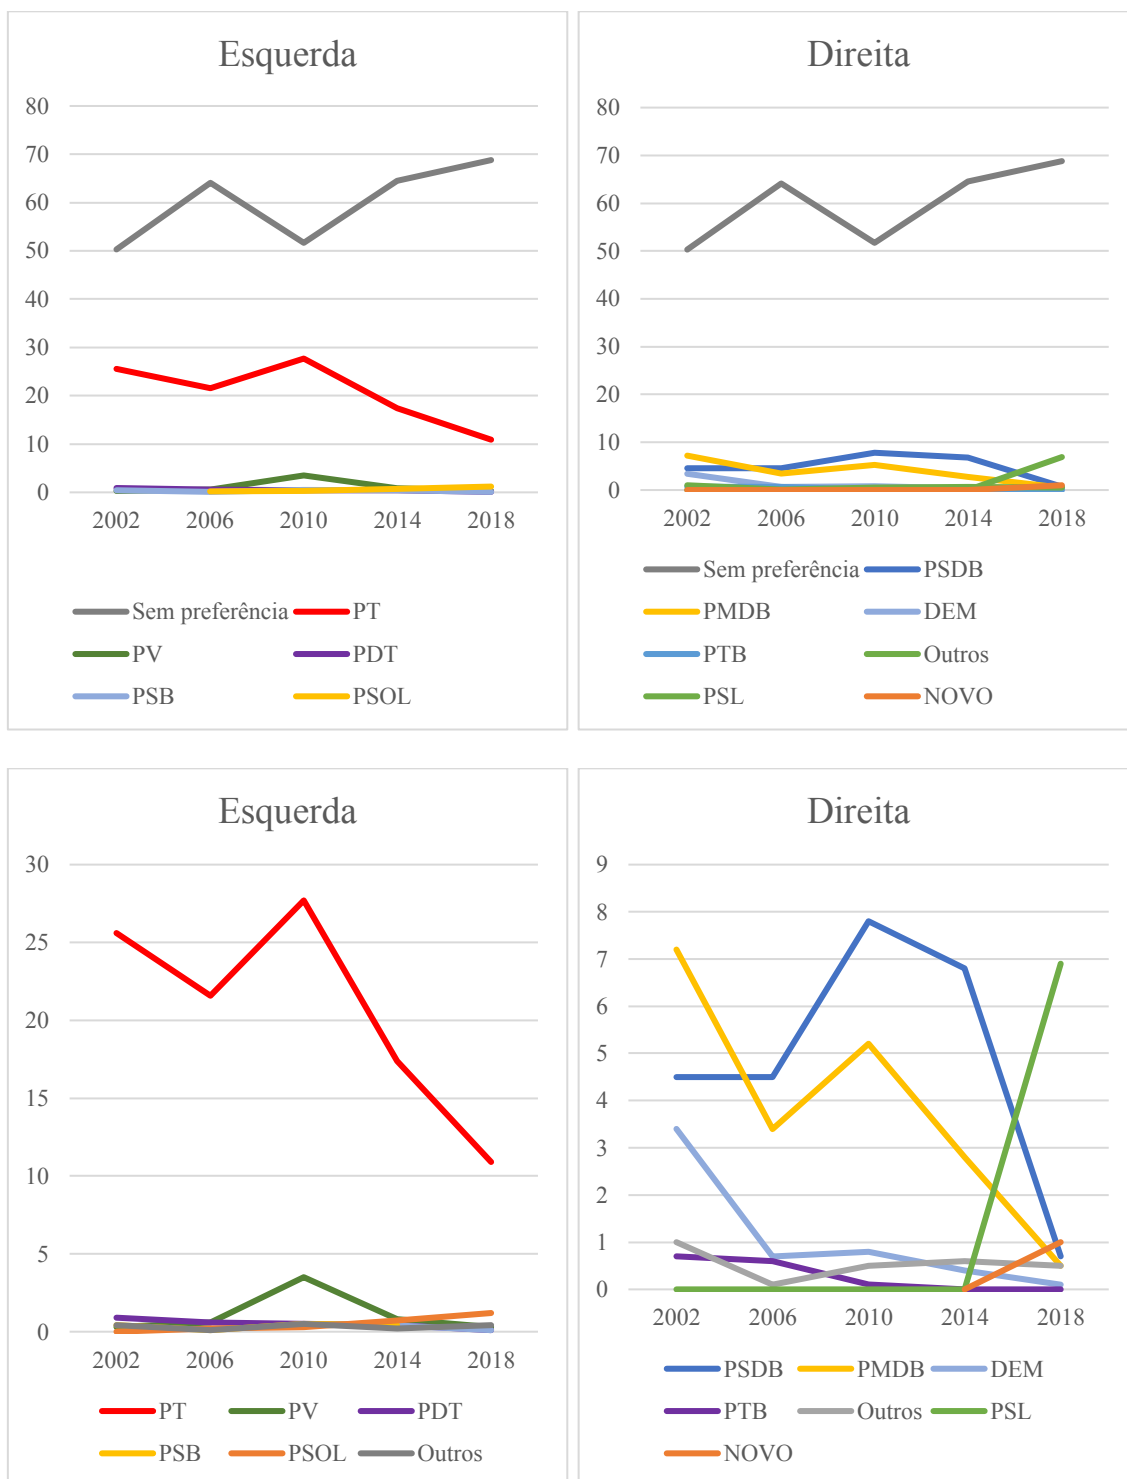 Esquerda
80
70
60
50
40
30
20
10
0
2002 2006 2010 2014 2018
Sem preferência PT
PV PDT
PSB PSOL
Direita
80
70
60
50
40
30
20
10
0
2002 2006 2010 2014 2018
Sem preferência PSDB
PMDB DEM
PTB Outros
PSL NOVO
Esquerda
30
25
20
15
10
5
0
2002 2006 2010 2014 2018
PT PV PDT
PSB PSOL Outros
Direita
9
8
7
6
5
4
3
2
1
0
2002 2006 2010 2014 2018
PSDB PMDB DEM
PTB Outros PSL
NOVO